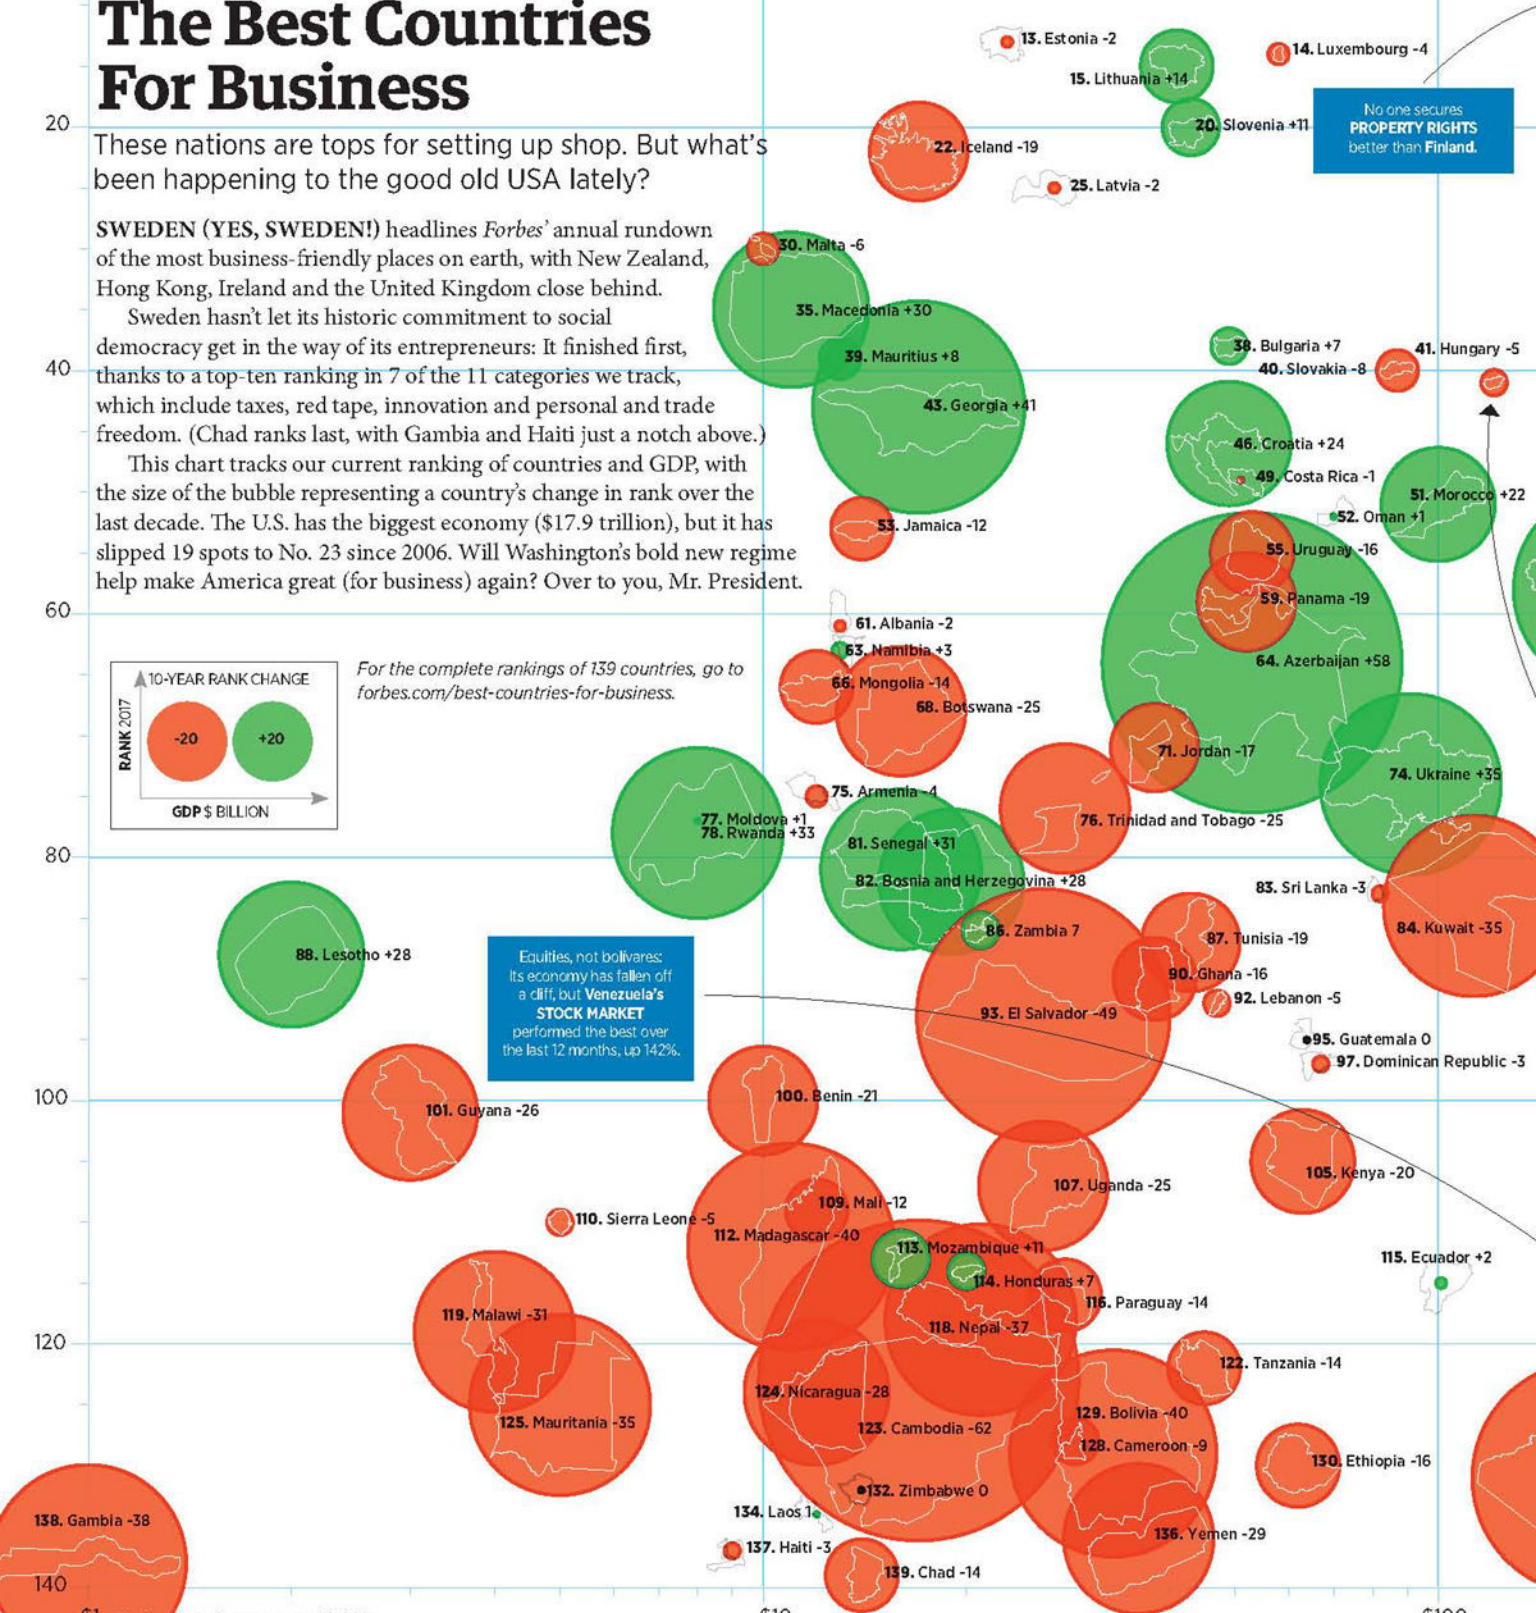 The Best Countries
For Business
These nations are tops for setting up shop. But what's
been happening to the good old USA lately?
SWEDEN (YES, SWEDEN!) headlines Forbes' annual rundown
of the most business-friendly places on earth, with New Zealand,
Hong Kong, Ireland and the United Kingdom close behind.
Sweden hasn't let its historic commitment to social
democracy get in the way of its entrepreneurs: It finished first,
thanks to a top-ten ranking in 7 of the 11 categories we track,
which include taxes, red tape, innovation and personal and trade
freedom. (Chad ranks last, with Gambia and Haiti just a notch above.)
This chart tracks our current ranking of countries and GDP, with
the size of the bubble representing a country's change in rank over the
last decade. The U.S. has the biggest economy ($17.9 trillion), but it has
slipped 19 spots to No. 23 since 2006. Will Washington's bold new regime
help make America great (for business) again? Over to you, Mr. President.
10-YEAR RANK CHANGE
RANK 2017
-20
+20
GDP $ BILLION
For the complete rankings of 139 countries, go to
forbes.com/best-countries-for-business.
No one secures
PROPERTY RIGHTS
better than Finland.
Equities, not bolivares:
Its economy has fallen off
a cliff, but Venezuela's
STOCK MARKET
performed the best over
the last 12 months, up 142%.
20
40
60
80
100
120
140
13. Estonia -2
14. Luxembourg -4
15. Lithuania +14
20. Slovenia +11
22. Iceland -19
25. Latvia -2
30. Malta -6
35. Macedonia +30
38. Bulgaria +7
39. Mauritius +8
40. Slovakia -8
41. Hungary -5
43. Georgia +41
46. Croatia +24
49. Costa Rica -1
51. Morocco +22
52. Oman +1
53. Jamaica -12
55. Uruguay -16
59. Panama -19
61. Albania -2
63. Namibia +3
64. Azerbaijan +58
66. Mongolia -14
68. Botswana -25
71. Jordan -17
74. Ukraine +35
75. Armenia -4
76. Trinidad and Tobago -25
77. Moldova +1
78. Rwanda +33
81. Senegal +31
82. Bosnia and Herzegovina +28
83. Sri Lanka -3
84. Kuwait -35
86. Zambia 7
87. Tunisia -19
88. Lesotho +28
90. Ghana -16
92. Lebanon -5
93. El Salvador -49
95. Guatemala 0
97. Dominican Republic -3
100. Benin -21
101. Guyana -26
105. Kenya -20
107. Uganda -25
109. Mali -12
110. Sierra Leone -5
112. Madagascar -40
113. Mozambique +11
114. Honduras +7
115. Ecuador +2
116. Paraguay -14
118. Nepal -37
119. Malawi -31
122. Tanzania -14
123. Cambodia -62
124. Nicaragua -28
125. Mauritania -35
128. Cameroon -9
129. Bolivia -40
130. Ethiopia -16
132. Zimbabwe 0
134. Laos 1
136. Yemen -29
137. Haiti -3
138. Gambia -38
139. Chad -14
$10
$100